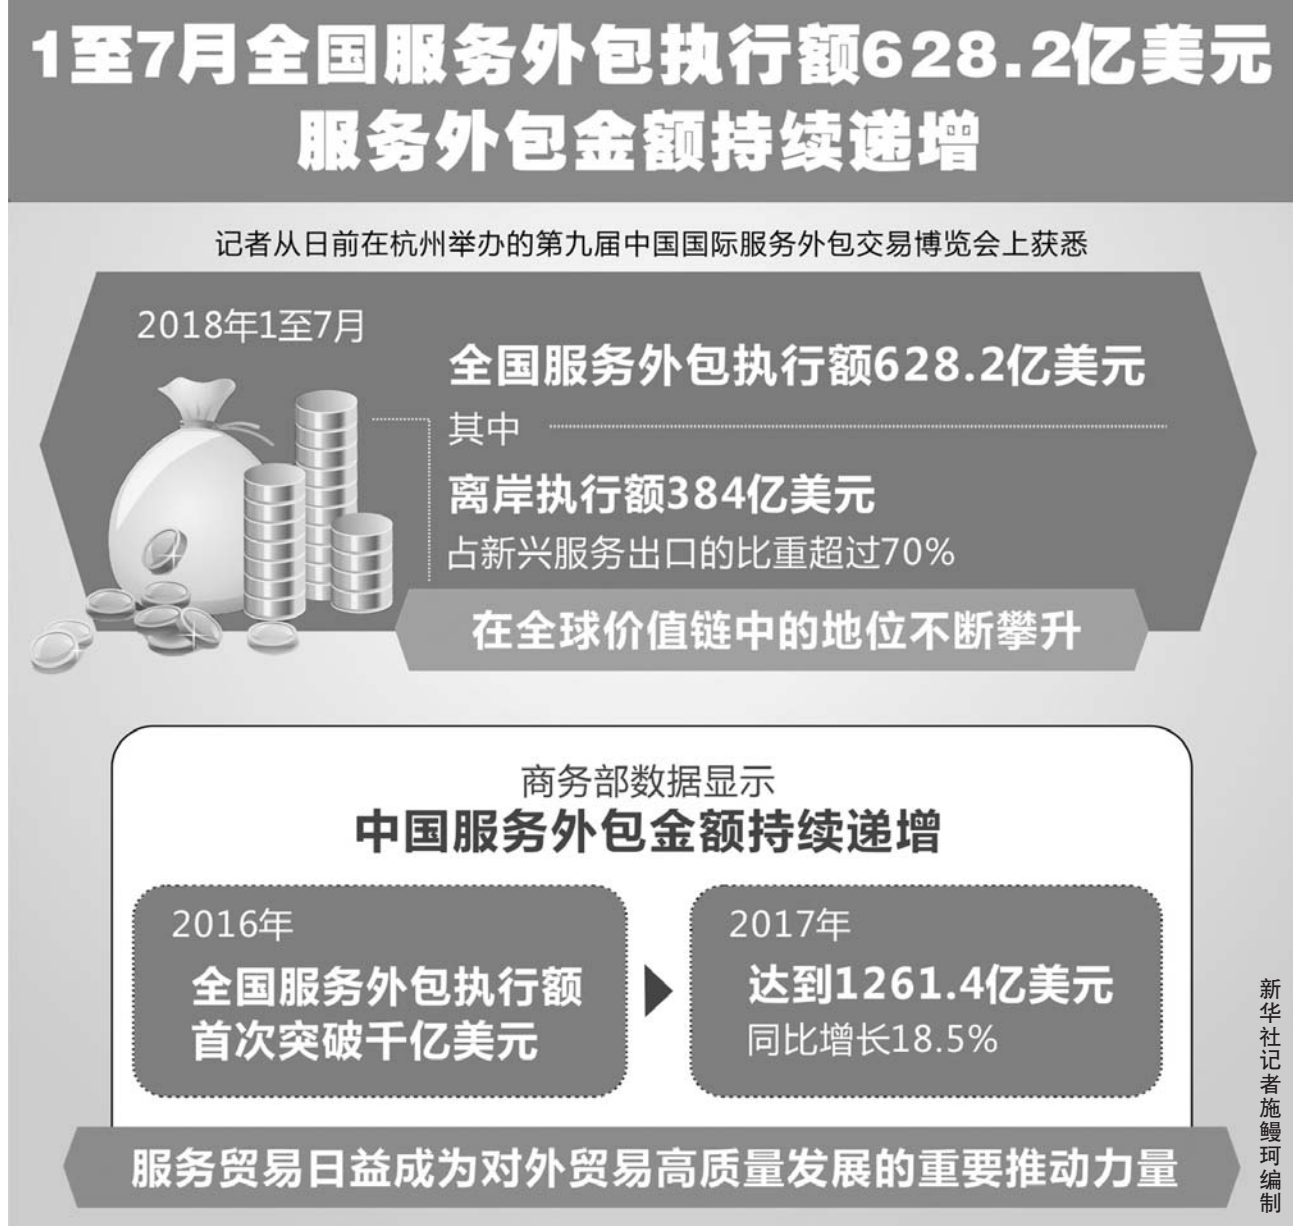 1至7月全国服务外包执行额628.2亿美元
服务外包金额持续递增
记者从日前在杭州举办的第九届中国国际服务外包交易博览会上获悉
2018年1至7月
全国服务外包执行额628.2亿美元
其中
离岸执行额384亿美元
占新兴服务出口的比重超过70%
在全球价值链中的地位不断攀升
商务部数据显示
中国服务外包金额持续递增
2016年
全国服务外包执行额
首次突破千亿美元
2017年
达到1261.4亿美元
同比增长18.5%
服务贸易日益成为对外贸易高质量发展的重要推动力量
新华社记者施鳗珂编制